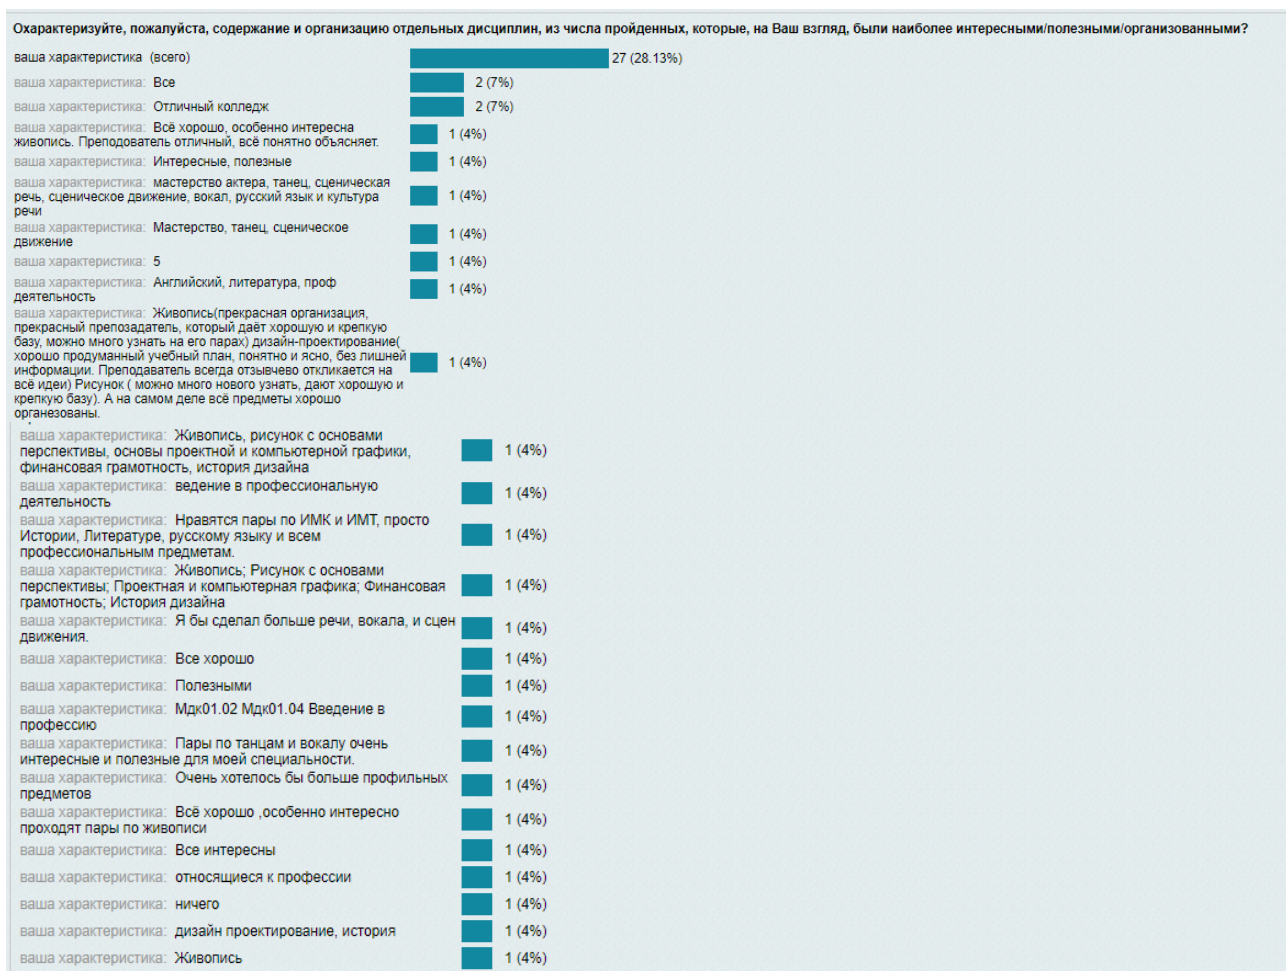 Охарактеризуйте, пожалуйста, содержание и организацию отдельных дисциплин, из числа пройденных, которые, на Ваш взгляд, были наиболее интересными/полезными/организованными?
ваша характеристика (всего) 27 (28.13%)
ваша характеристика: Все 2 (7%)
ваша характеристика: Отличный колледж 2 (7%)
ваша характеристика: Всё хорошо, особенно интересна
живопись. Преподователь отличный, всё понятно объясняет. 1 (4%)
ваша характеристика: Интересные, полезные 1 (4%)
ваша характеристика: мастерство актера, танец, сценическая
речь, сценическое движение, вокал, русский язык и культура 1 (4%)
речи
ваша характеристика: Мастерство, танец, сценическое
движение 1 (4%)
ваша характеристика: 5 1 (4%)
ваша характеристика: Английский, литература, проф
деятельность 1 (4%)
ваша характеристика: Живопись(прекрасная организация,
прекрасный препозадатель, который даёт хорошую и крепкую
базу, можно много узнать на его парах) дизайн-проектирование(
хорошо продуманный учебный план, понятно и ясно, без лишней
информации. Преподаватель всегда отзывчево откликается на 1 (4%)
всё идеи) Рисунок ( можно много нового узнать, дают хорошую и
крепкую базу). А на самом деле всё предметы хорошо
органезованы.
ваша характеристика: Живопись, рисунок с основами
перспективы, основы проектной и компьютерной графики, 1 (4%)
финансовая грамотность, история дизайна
ваша характеристика: ведение в профессиональную
деятельность 1 (4%)
ваша характеристика: Нравятся пары по ИМК и ИМТ, просто
Истории, Литературе, русскому языку и всем 1 (4%)
профессиональным предметам.
ваша характеристика: Живопись; Рисунок с основами
перспективы; Проектная и компьютерная графика; Финансовая 1 (4%)
грамотность; История дизайна
ваша характеристика: Я бы сделал больше речи, вокала, и сцен
движения. 1 (4%)
ваша характеристика: Все хорошо 1 (4%)
ваша характеристика: Полезными 1 (4%)
ваша характеристика: Мдк01.02 Мдк01.04 Введение в
профессию 1 (4%)
ваша характеристика: Пары по танцам и вокалу очень
интересные и полезные для моей специальности. 1 (4%)
ваша характеристика: Очень хотелось бы больше профильных
предметов 1 (4%)
ваша характеристика: Всё хорошо ,особенно интересно
проходят пары по живописи 1 (4%)
ваша характеристика: Все интересны 1 (4%)
ваша характеристика: относящиеся к профессии 1 (4%)
ваша характеристика: ничего 1 (4%)
ваша характеристика: дизайн проектирование, история 1 (4%)
ваша характеристика: Живопись 1 (4%)